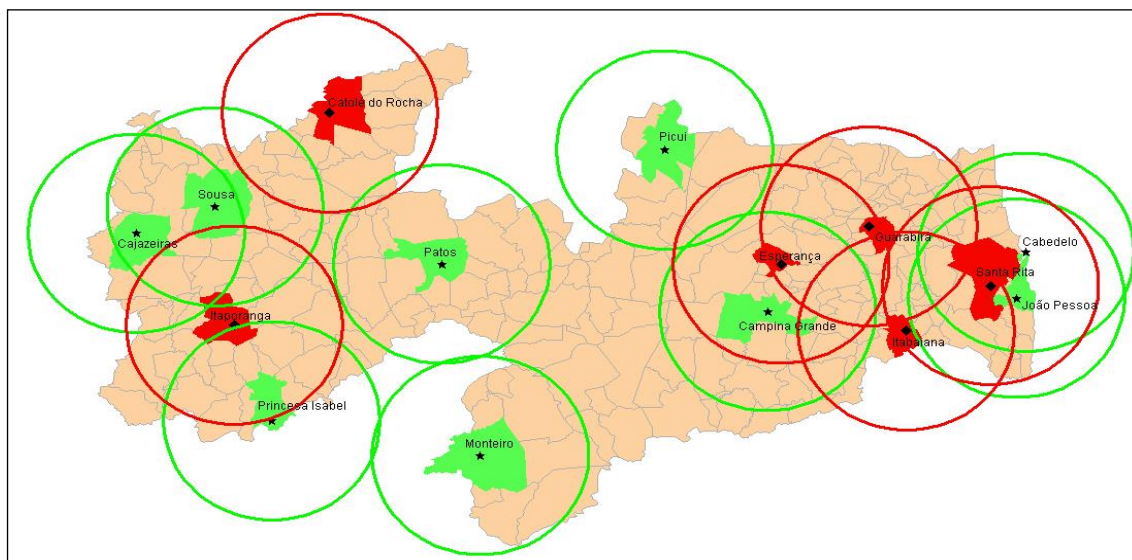 Catolé do Rocha
Picuí
Sousa
Cajazeiras
Patos
Guarabira
Esperança
Cabedelo
Santa Rita
João Pessoa
Itaporanga
Campina Grande
Itabaiana
Princesa Isabel
Monteiro